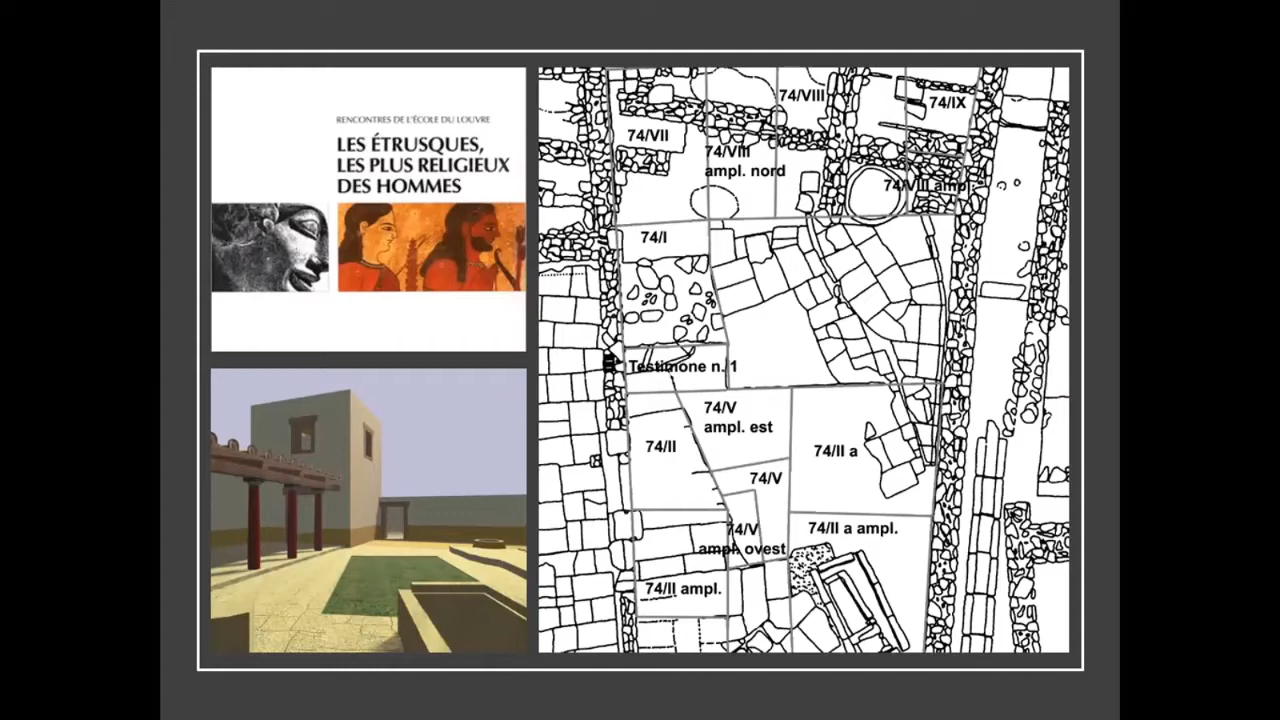 RENCONTRES DE L'ÉCOLE DU LOUVRE
LES ÉTRUSQUES,
LES PLUS RELIGIEUX
DES HOMMES
74/VIII
74/IX
74/VII
74/VIII
ampl. nord
74/VIII ampl.
74/I
Testimone n. 1
74/V
ampl. est
74/II
74/II a
74/V
74/V
ampl. ovest
74/II a ampl.
74/II ampl.